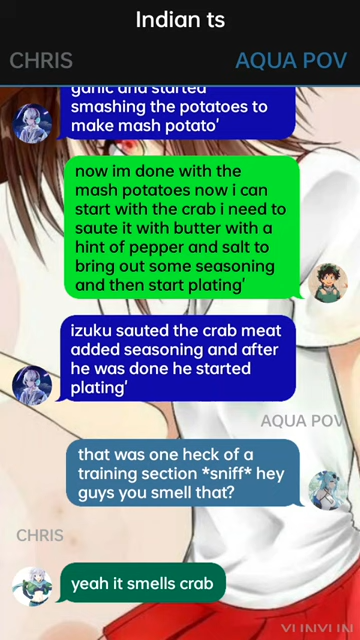 Indian ts
CHRIS
AQUA POV
ganic and started
smashing the potatoes to
make mash potato'
now im done with the
mash potatoes now i can
start with the crab i need to
saute it with butter with a
hint of pepper and salt to
bring out some seasoning
and then start plating'
izuku sauted the crab meat
added seasoning and after
he was done he started
plating'
AQUA POV
that was one heck of a
training section *sniff* hey
guys you smell that?
CHRIS
yeah it smells crab